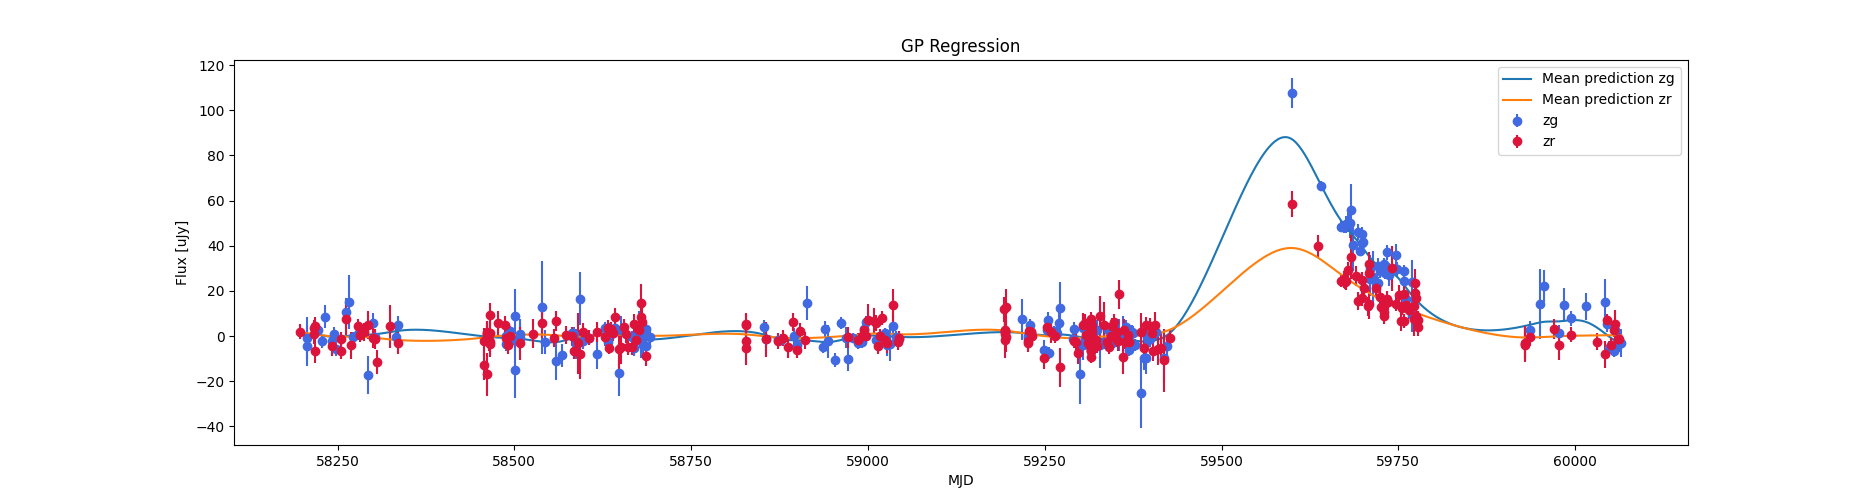 GP Regression
120
100
80
60
40
20
0
−20
−40
Flux [uJy]
58250
58500
58750
59000
59250
59500
59750
60000
MJD
Mean prediction zg
Mean prediction zr
zg
zr